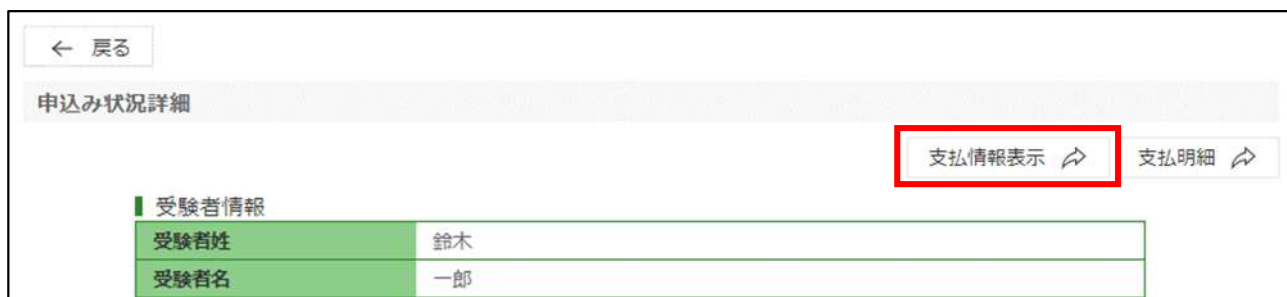 ← 戻る
申込み状況詳細
支払情報表示 支払明細
受験者情報
受験者姓 鈴木
受験者名 一郎